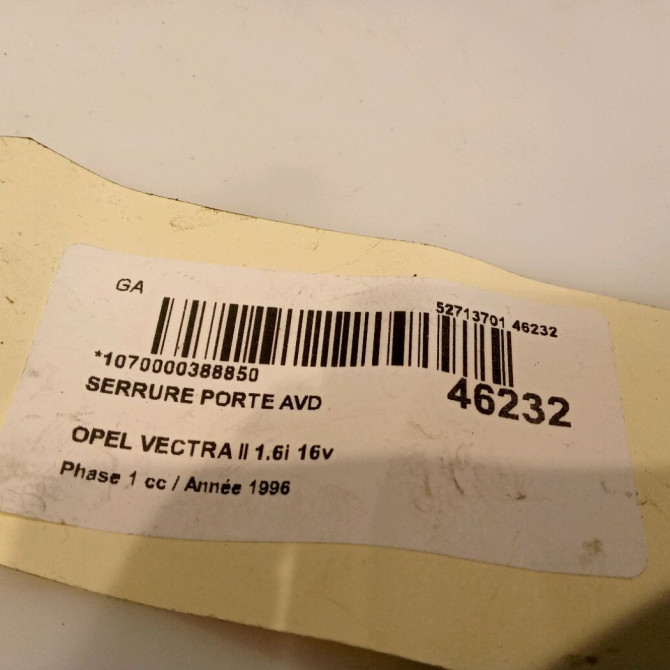 GA
52713701 46232
*1070000388850
SERRURE PORTE AVD
46232
OPEL VECTRA II 1.6i 16v
Phase 1 cc / Année 1996